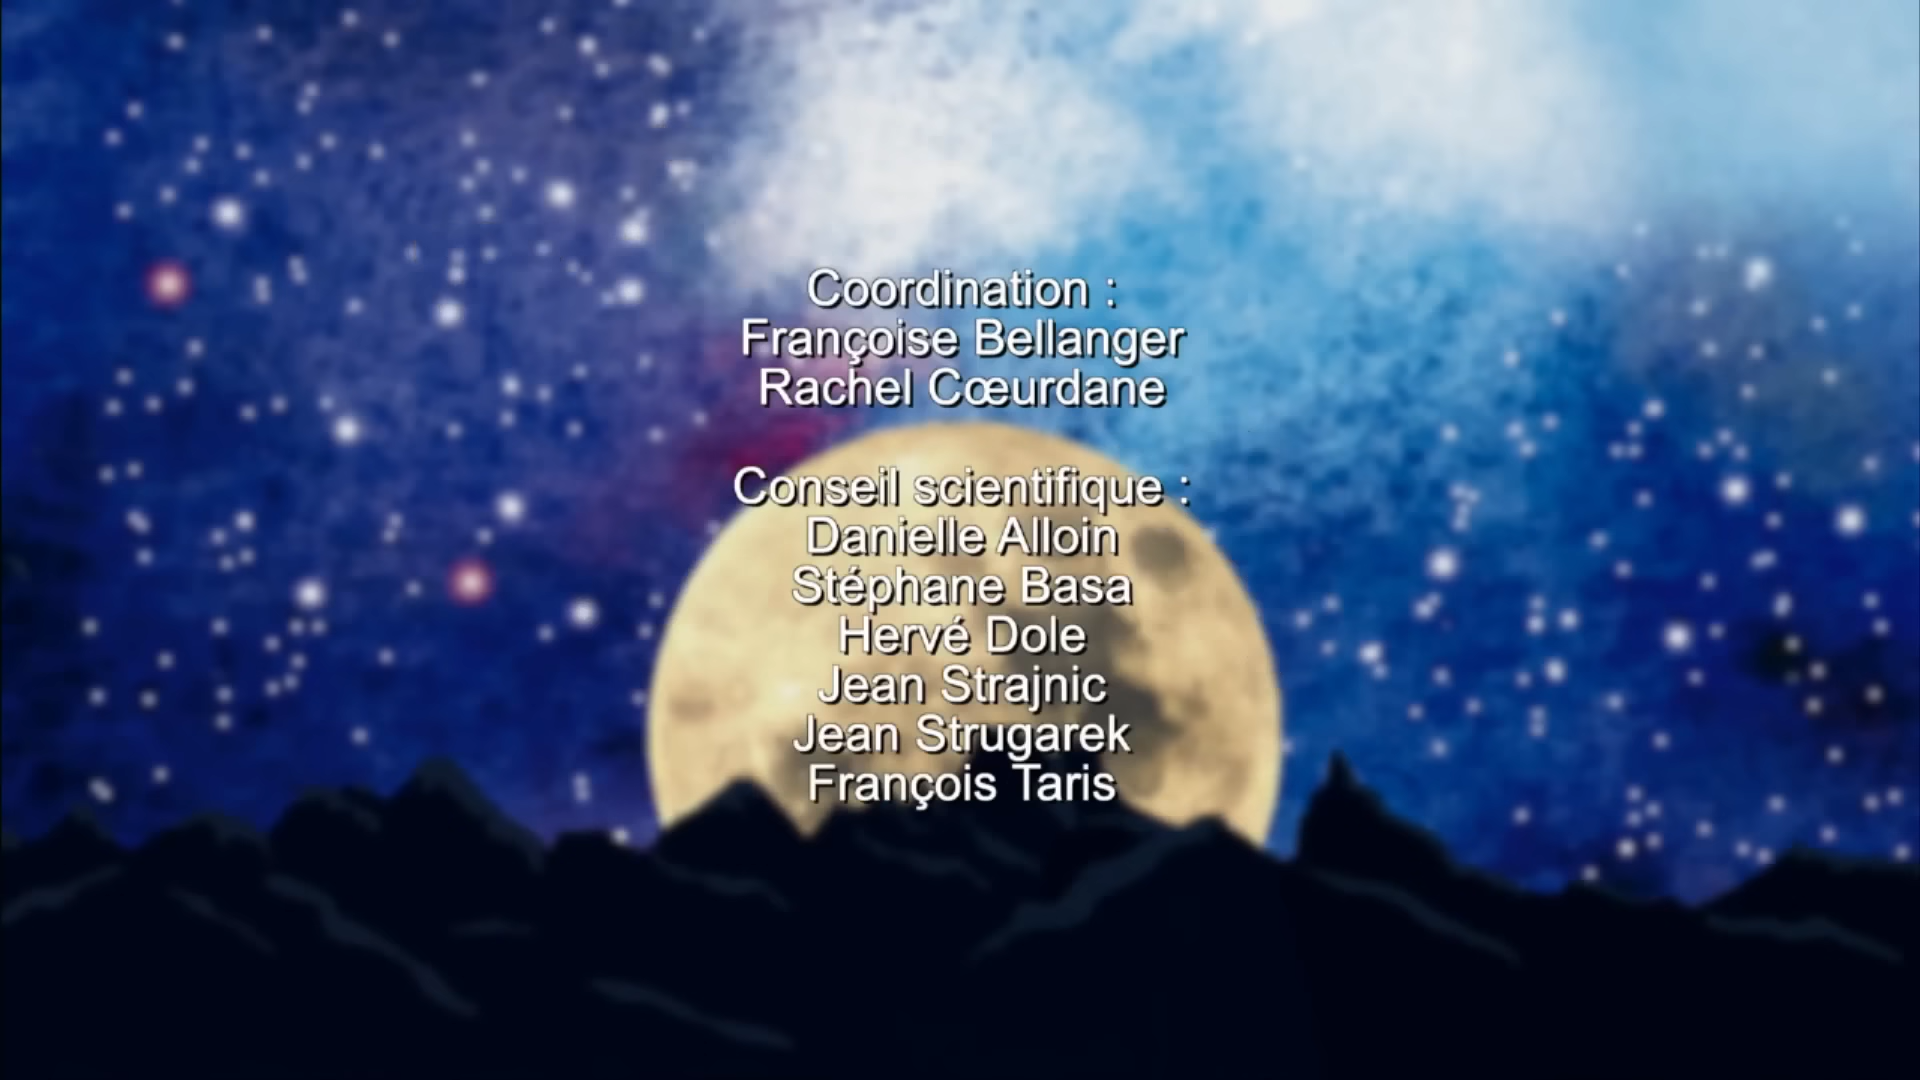 Coordination :
Françoise Bellanger
Rachel Cœurdane
Conseil scientifique :
Danielle Alloin
Stéphane Basa
Hervé Dole
Jean Strajnic
Jean Strugarek
François Taris